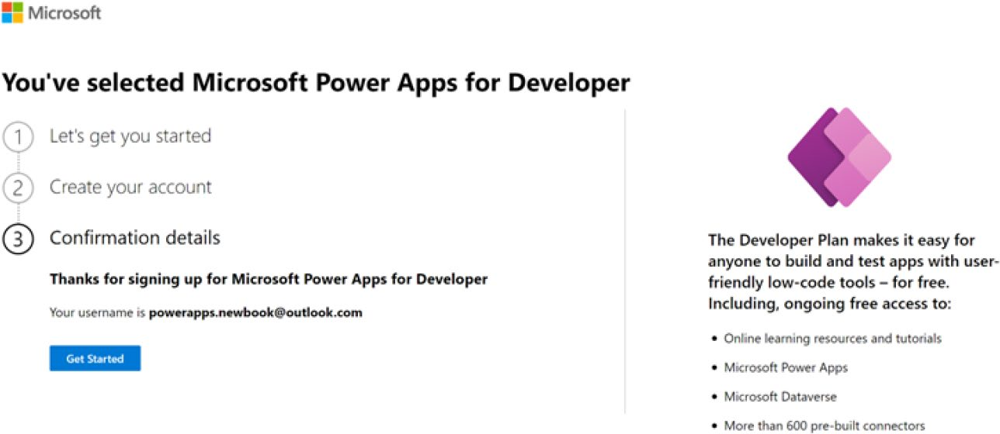 Microsoft
You've selected Microsoft Power Apps for Developer
1 Let's get you started
2 Create your account
3 Confirmation details
Thanks for signing up for Microsoft Power Apps for Developer
Your username is powerapps.newbook@outlook.com
Get Started
The Developer Plan makes it easy for
anyone to build and test apps with user-
friendly low-code tools – for free.
Including, ongoing free access to:
• Online learning resources and tutorials
• Microsoft Power Apps
• Microsoft Dataverse
• More than 600 pre-built connectors